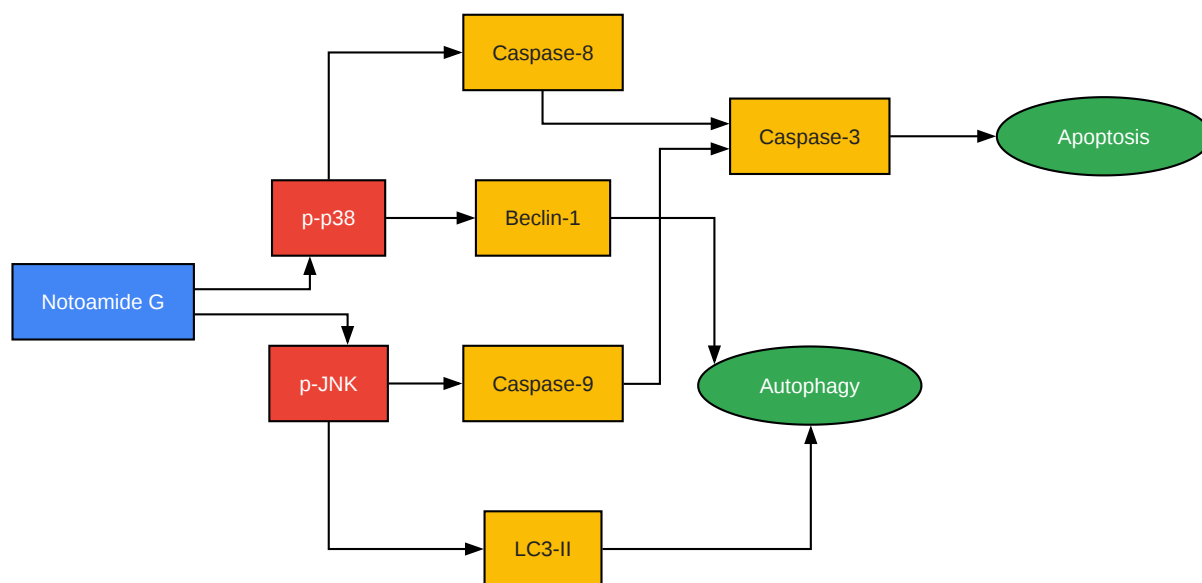 Caspase-8
Caspase-3
Apoptosis
p-p38
Beclin-1
Notoamide G
p-JNK
Caspase-9
Autophagy
LC3-II